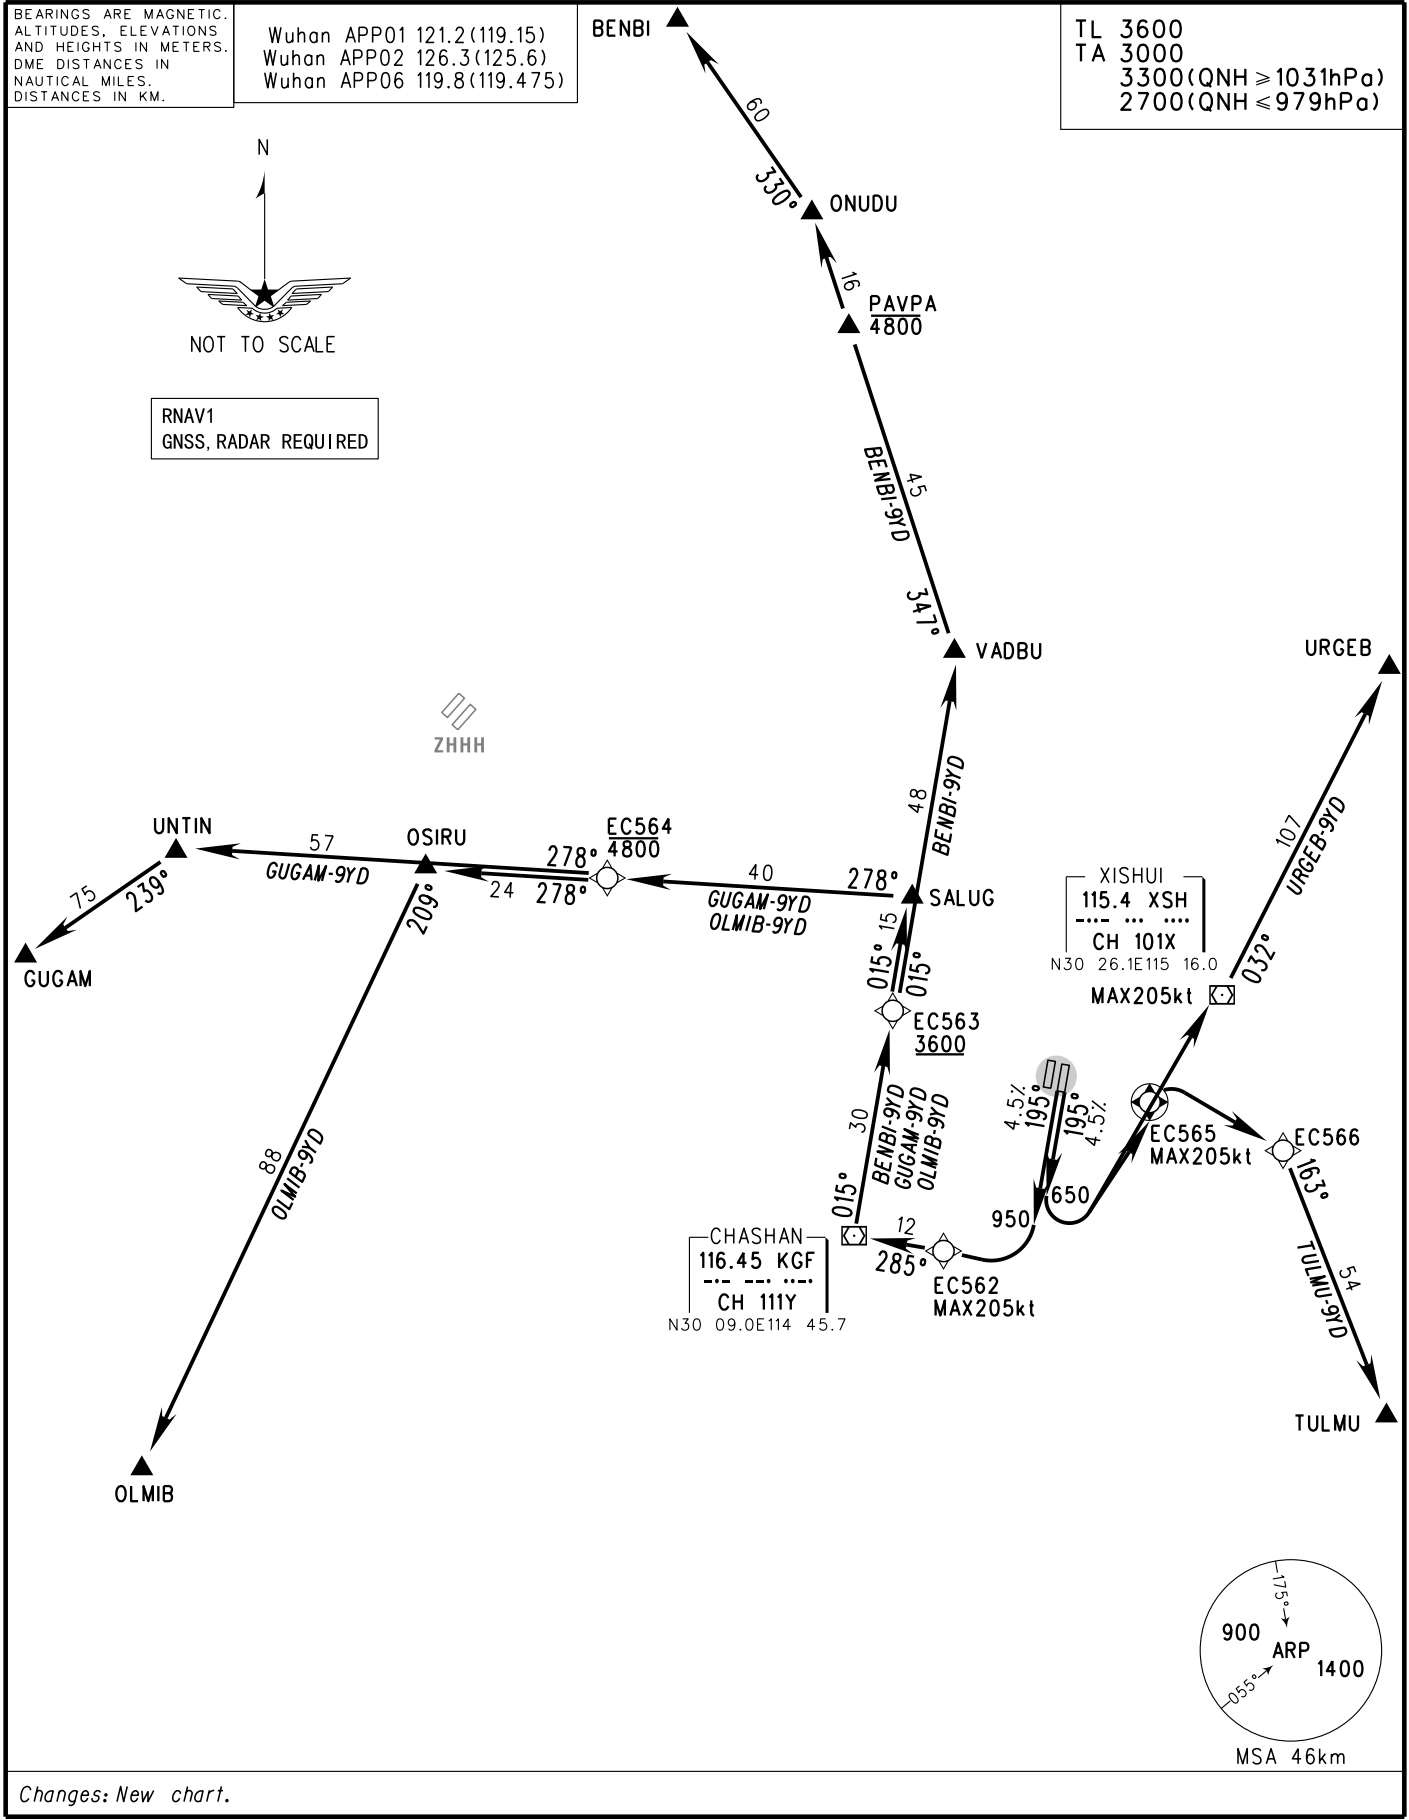 BEARINGS ARE MAGNETIC.
ALTITUDES, ELEVATIONS
AND HEIGHTS IN METERS.
DME DISTANCES IN
NAUTICAL MILES.
DISTANCES IN KM.
Wuhan APP01 121.2(119.15)
Wuhan APP02 126.3(125.6)
Wuhan APP06 119.8(119.475)
TL 3600
TA 3000
3300(QNH ≥1031hPa)
2700(QNH ≤979hPa)
BENBI
60
330°
ONUDU
16
PAVPA
4800
N
NOT TO SCALE
RNAV1
GNSS, RADAR REQUIRED
45
BENBI-9YD
347°
VADBU
URGEB
ZHHH
48
BENBI-9YD
107
URGEB-9YD
032°
UNTIN
57
GUGAM-9YD
OSIRU
24
278°
278°
EC564
4800
40
GUGAM-9YD
OLMIB-9YD
278°
SALUG
75
239°
GUGAM
209°
15
015°
015°
EC563
3600
XISHUI
115.4 XSH
CH 101X
N30 26.1E115 16.0
MAX205kt
30
BENBI-9YD
GUGAM-9YD
OLMIB-9YD
015°
4.5%
195°
195°
4.5%
EC565
MAX205kt
EC566
163°
54
TULMU-9YD
TULMU
650
950
88
OLMIB-9YD
OLMIB
CHASHAN
116.45 KGF
CH 111Y
N30 09.0E114 45.7
12
285°
EC562
MAX205kt
175°
900
ARP
1400
055°
MSA 46km
Changes: New chart.